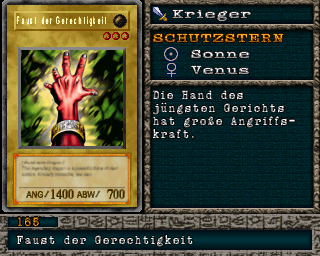 Faust der Gerechtigkeit
ANG/ 1400 ABW/ 700
Krieger
SCHUTZSTERN
Sonne
Venus
Die Hand des
jüngsten Gerichts
hat große Angriffs-
kraft.
165
Faust der Gerechtigkeit